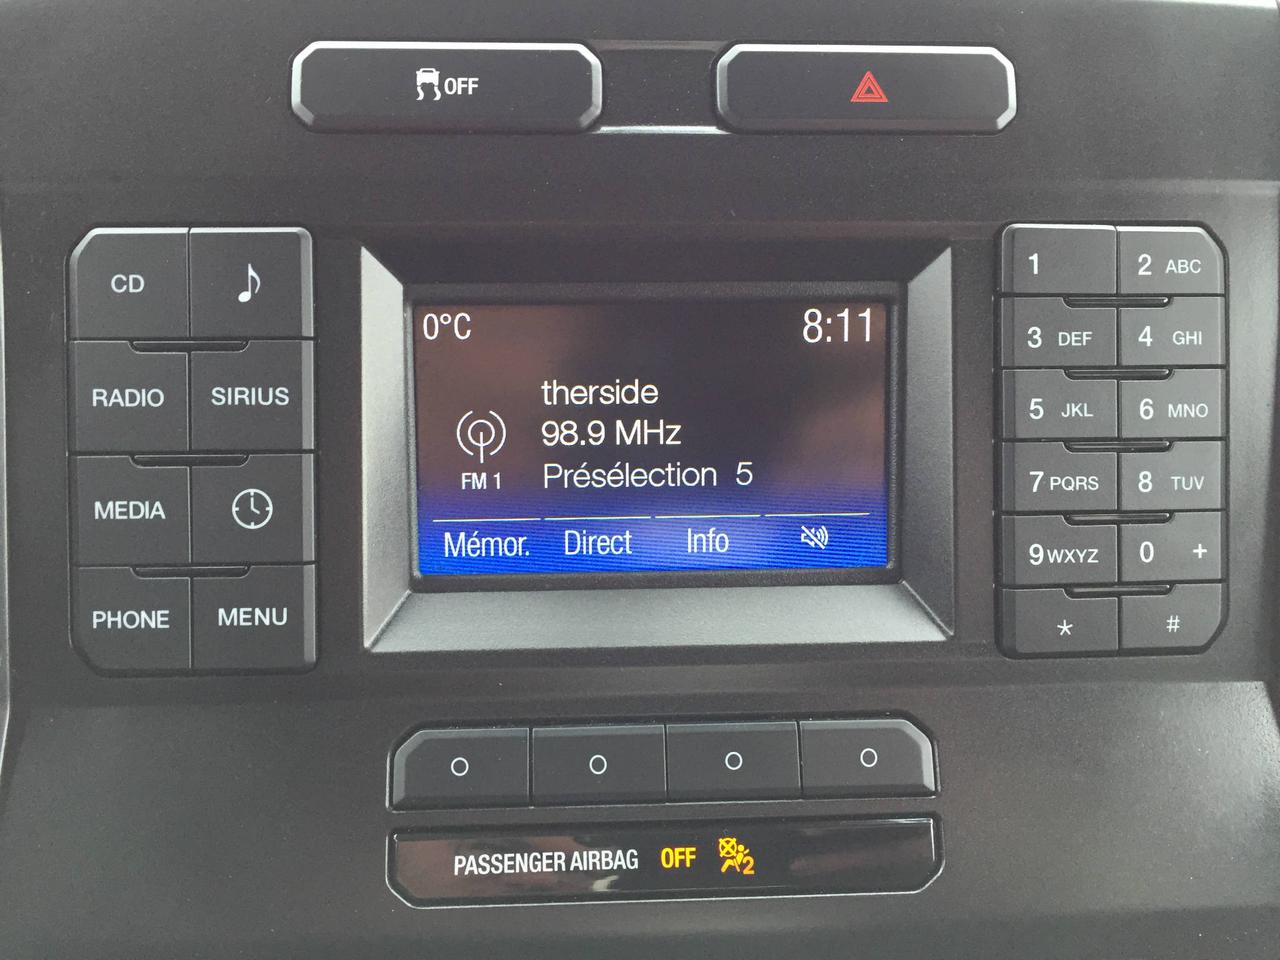 OFF
CD
RADIO
SIRIUS
MEDIA
PHONE
MENU
0°C
8:11
therside
98.9 MHz
FM 1
Présélection 5
Mémor.
Direct
Info
1
2 ABC
3 DEF
4 GHI
5 JKL
6 MNO
7 PQRS
8 TUV
9 WXYZ
0 +
*
#
PASSENGER AIRBAG OFF 2